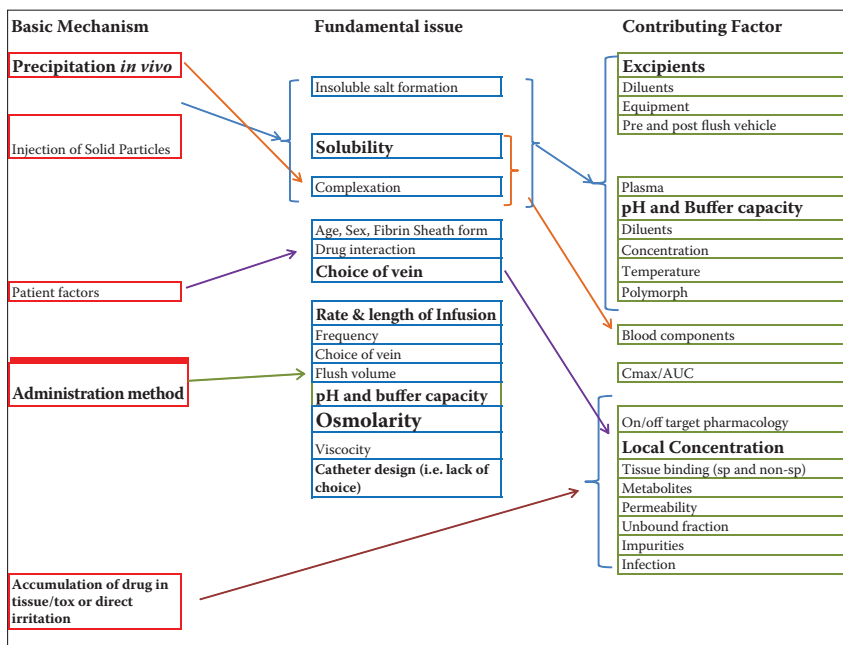 Basic Mechanism
Fundamental issue
Contributing Factor
Precipitation in vivo
Injection of Solid Particles
Patient factors
Administration method
Accumulation of drug in
tissue/tox or direct
irritation
Insoluble salt formation
Solubility
Complexation
Age, Sex, Fibrin Sheath form
Drug interaction
Choice of vein
Rate & length of Infusion
Frequency
Choice of vein
Flush volume
pH and buffer capacity
Osmolarity
Viscocity
Catheter design (i.e. lack of
choice)
Excipients
Diluents
Equipment
Pre and post flush vehicle
Plasma
pH and Buffer capacity
Diluents
Concentration
Temperature
Polymorph
Blood components
Cmax/AUC
On/off target pharmacology
Local Concentration
Tissue binding (sp and non-sp)
Metabolites
Permeability
Unbound fraction
Impurities
Infection